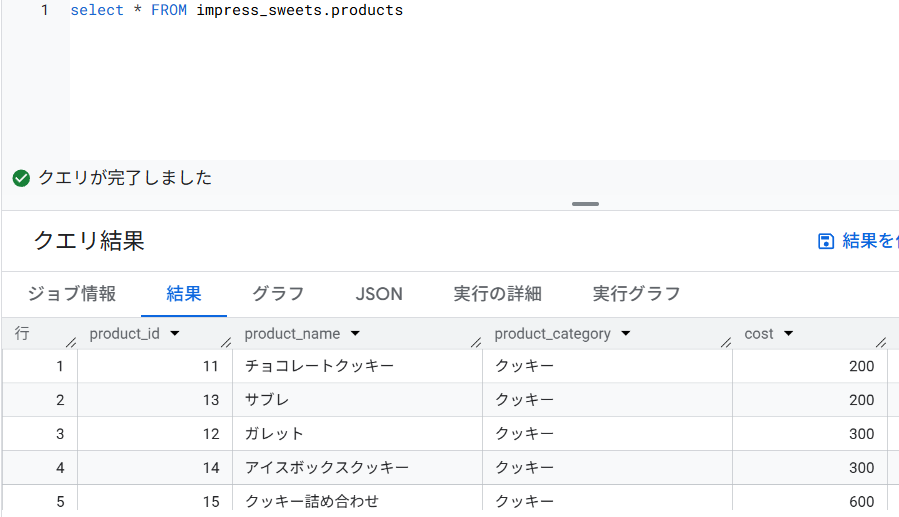 1 select * FROM impress_sweets.products
クエリが完了しました
クエリ結果 結果を
ジョブ情報 結果 グラフ JSON 実行の詳細 実行グラフ
行 product_id product_name product_category cost
1 11 チョコレートクッキー クッキー 200
2 13 サブレ クッキー 200
3 12 ガレット クッキー 300
4 14 アイスボックスクッキー クッキー 300
5 15 クッキー詰め合わせ クッキー 600